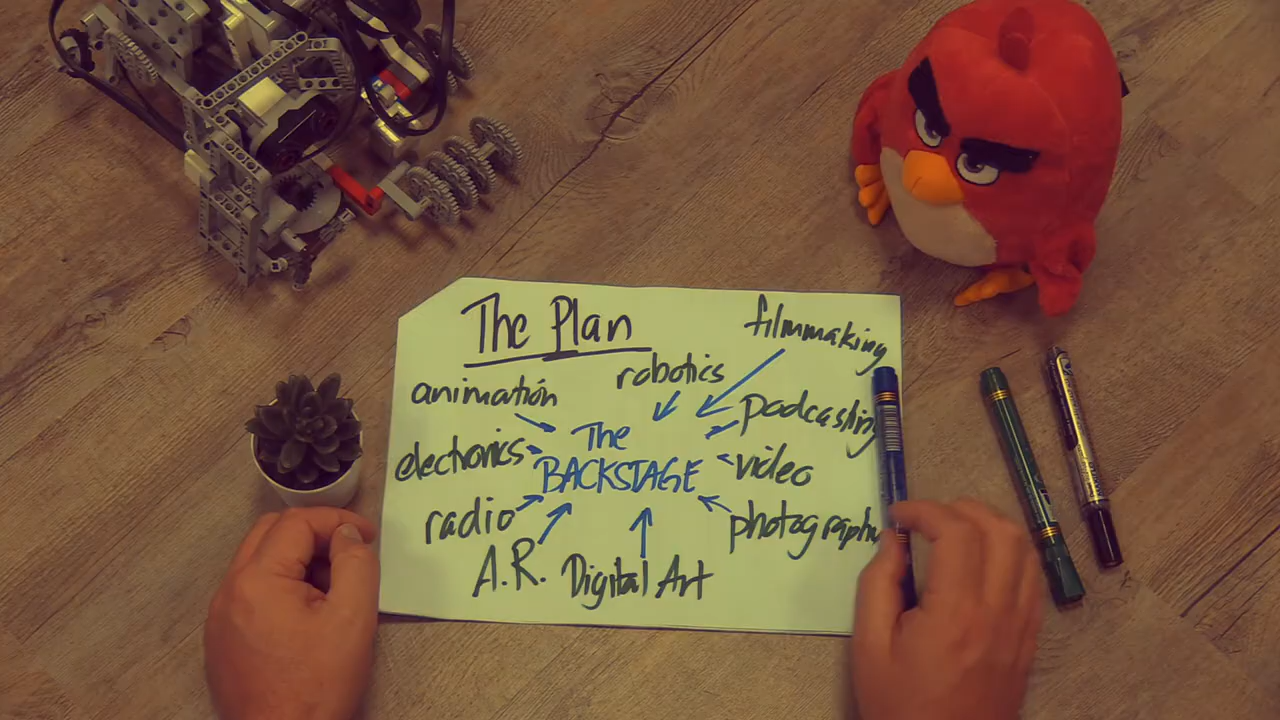 The Plan
filmmaking
robotics
animation
podcasting
The
BACKSTAGE
electronics
video
radio
photography
A.R.
Digital Art